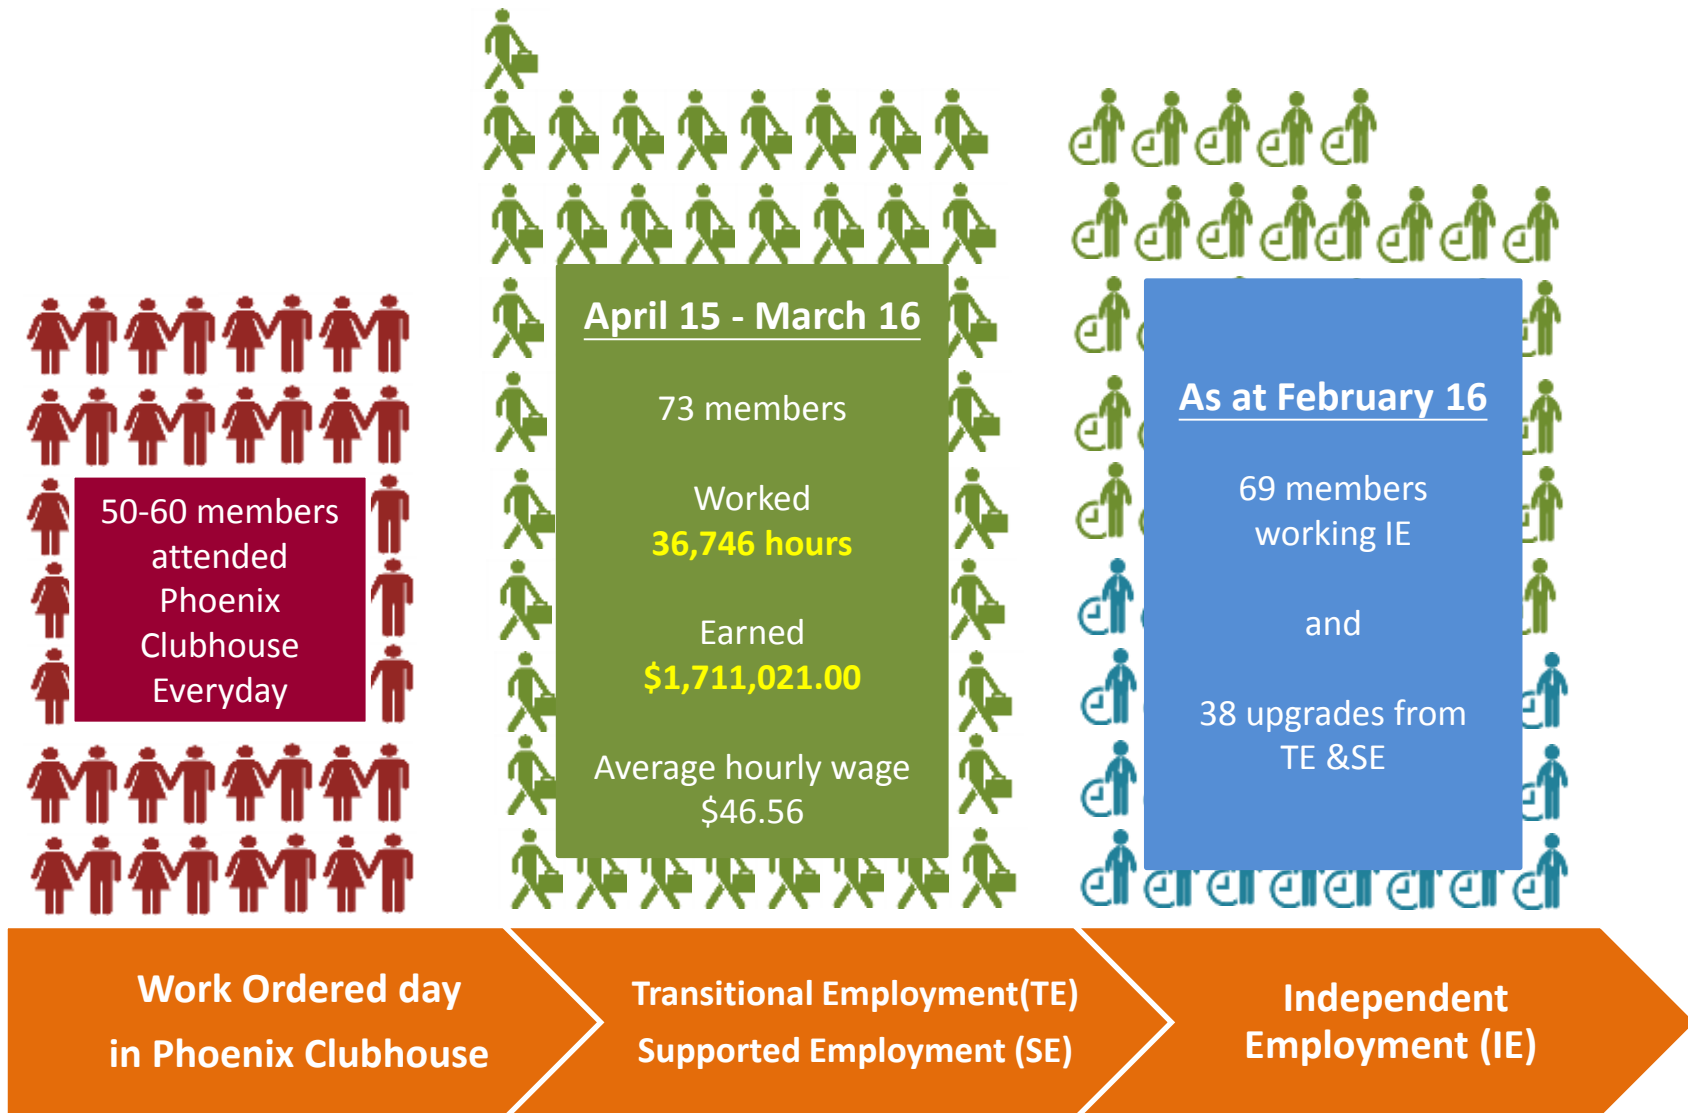 50-60 members
attended
Phoenix
Clubhouse
Everyday
April 15 - March 16
73 members
Worked
36,746 hours
Earned
$1,711,021.00
Average hourly wage
$46.56
As at February 16
69 members
working IE
and
38 upgrades from
TE &SE
Work Ordered day
in Phoenix Clubhouse
Transitional Employment(TE)
Supported Employment (SE)
Independent
Employment (IE)